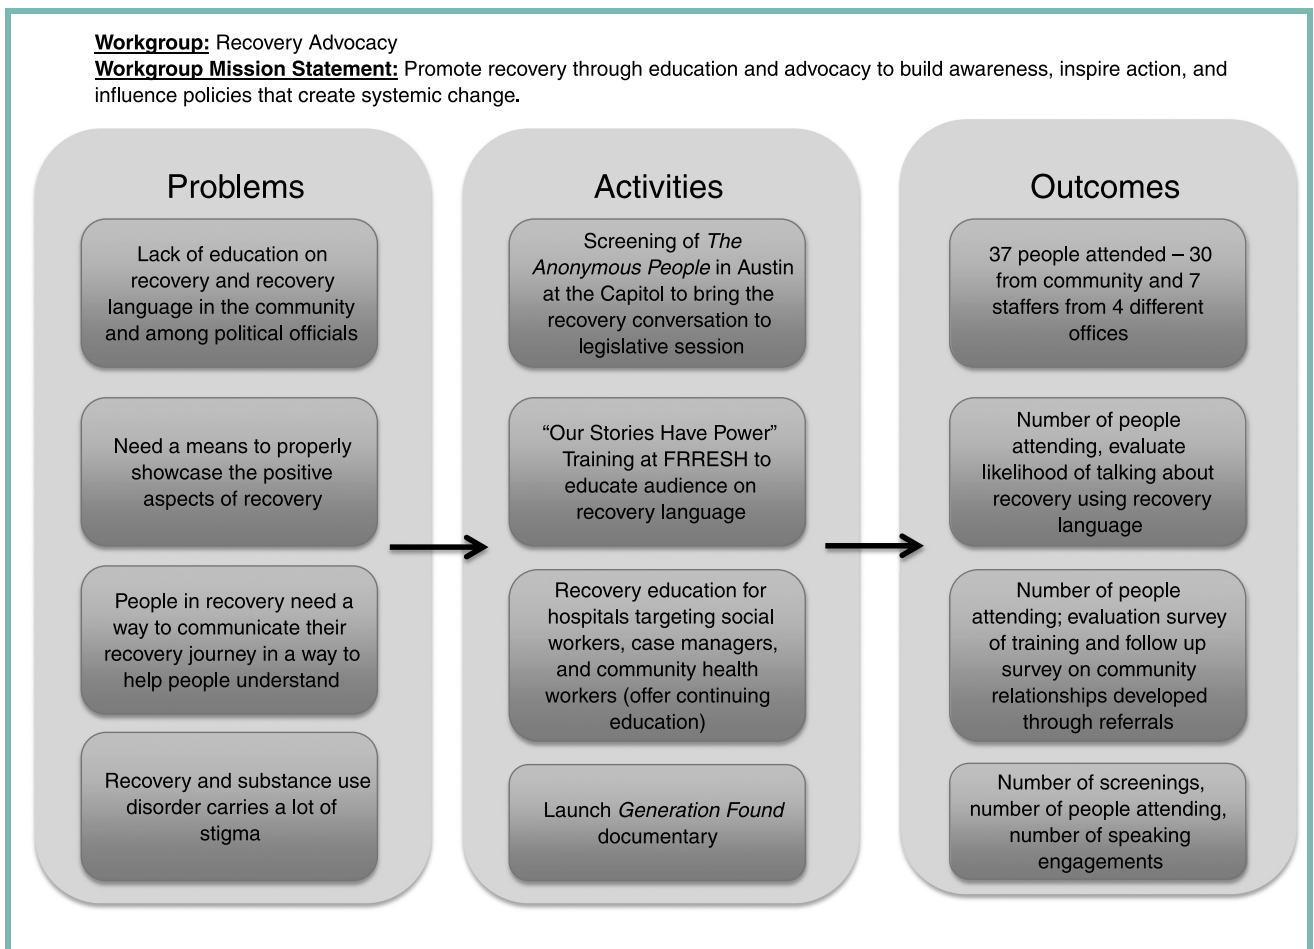 Workgroup: Recovery Advocacy
Workgroup Mission Statement: Promote recovery through education and advocacy to build awareness, inspire action, and
influence policies that create systemic change.
Problems
Lack of education on
recovery and recovery
language in the community
and among political officials
Need a means to properly
showcase the positive
aspects of recovery
People in recovery need a
way to communicate their
recovery journey in a way to
help people understand
Recovery and substance use
disorder carries a lot of
stigma
Activities
Screening of The
Anonymous People in Austin
at the Capitol to bring the
recovery conversation to
legislative session
“Our Stories Have Power”
Training at FRRESH to
educate audience on
recovery language
Recovery education for
hospitals targeting social
workers, case managers,
and community health
workers (offer continuing
education)
Launch Generation Found
documentary
Outcomes
37 people attended – 30
from community and 7
staffers from 4 different
offices
Number of people
attending, evaluate
likelihood of talking about
recovery using recovery
language
Number of people
attending; evaluation survey
of training and follow up
survey on community
relationships developed
through referrals
Number of screenings,
number of people attending,
number of speaking
engagements